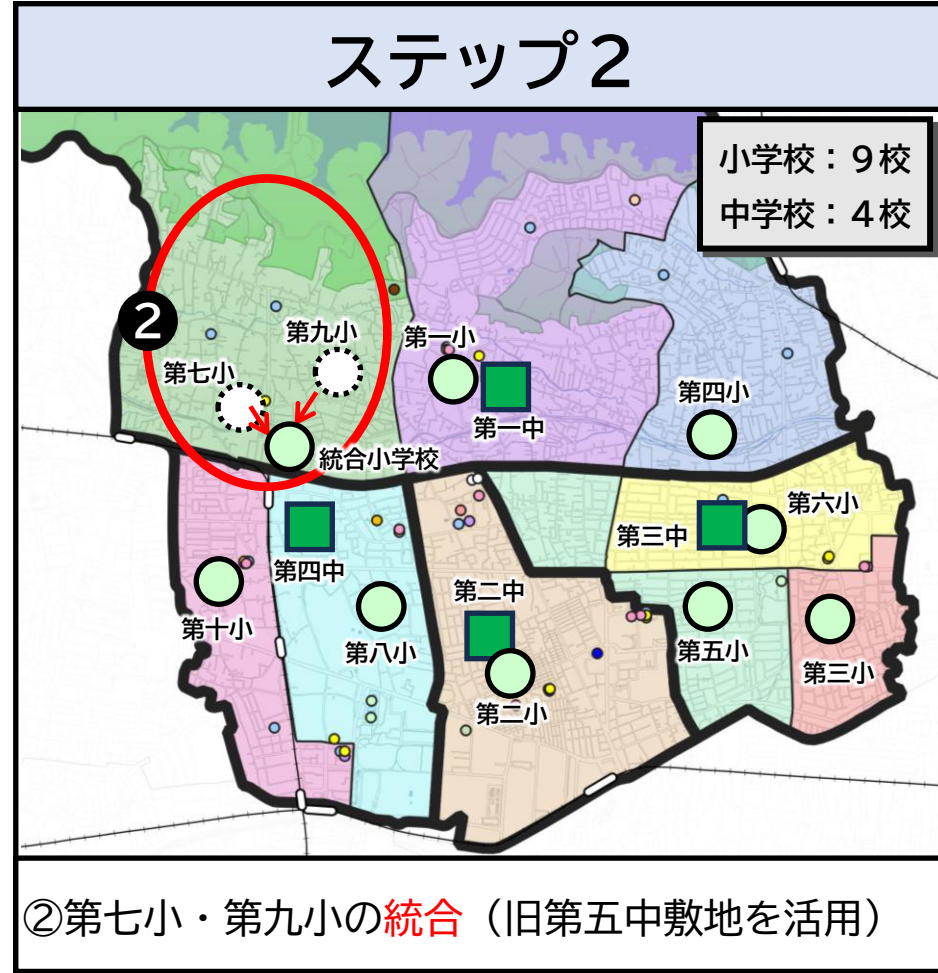 ステップ２
小学校：９校
中学校：４校
２
第九小
第七小
統合小学校
第一小
第一中
第四小
第六小
第三中
第四中
第十小
第八小
第二中
第二小
第五小
第三小
②第七小・第九小の統合（旧第五中敷地を活用）